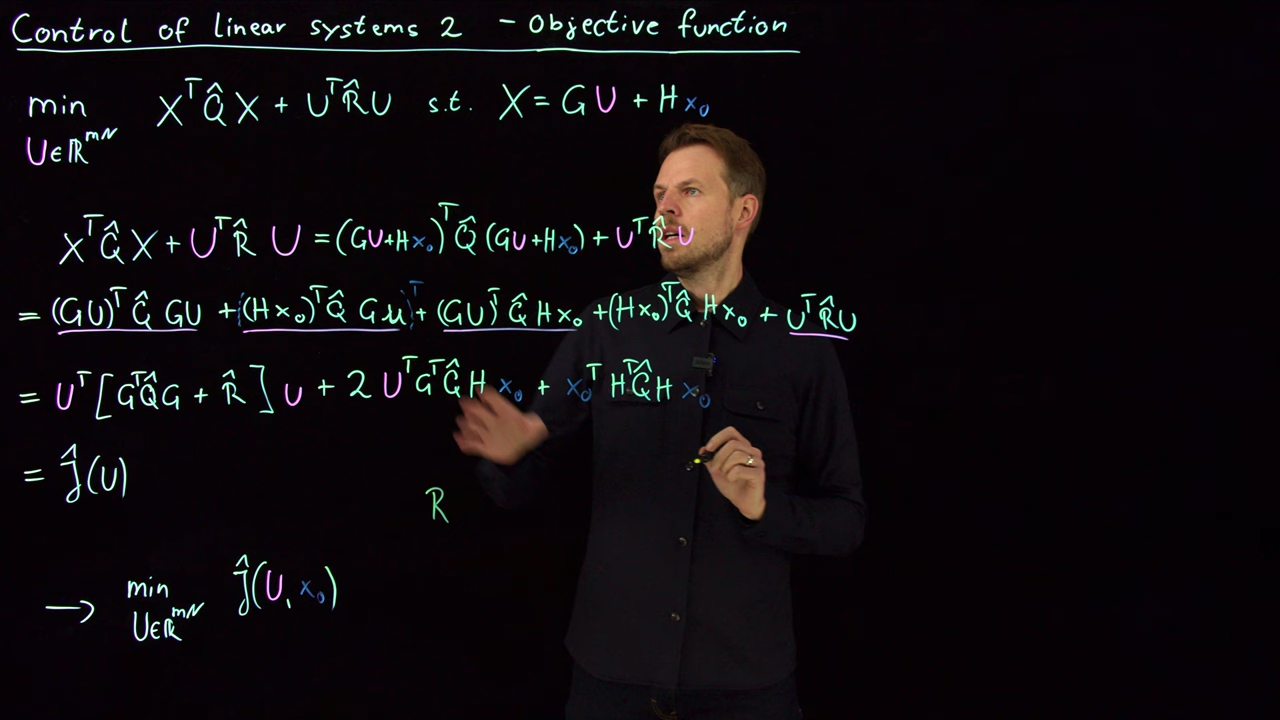 Control of linear systems 2 - Objective function
min X^T Q̂ X + U^T R̂ U s.t. X = GU + H x₀
U∈ℝ^mN
X^T Q̂ X + U^T R̂ U = (GU+Hx₀)^T Q̂ (GU+Hx₀) + U^T R̂ U
= (GU)^T Q̂ GU + ((Hx₀)^T Q̂ Gu)^T + (GU)^T Q̂ Hx₀ + (Hx₀)^T Q̂ Hx₀ + U^T R̂ U
= U^T [G^T Q̂ G + R̂] U + 2 U^T G^T Q̂ H x₀ + x₀^T H^T Q̂ H x₀
= Ĵ(U)
R
→ min Ĵ(U, x₀)
U∈ℝ^mN